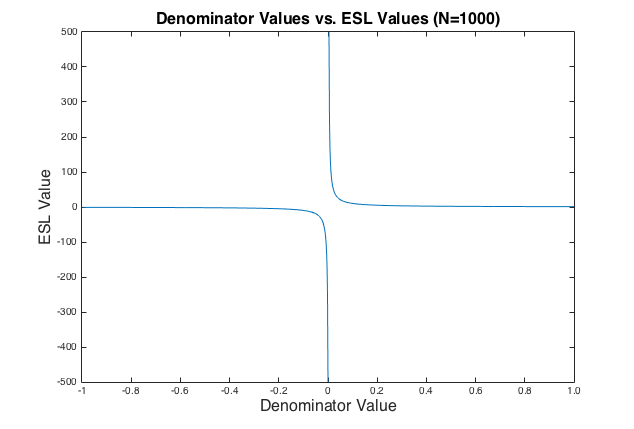 Denominator Values vs. ESL Values (N=1000)
500
400
300
200
100
0
-100
-200
-300
-400
-500
ESL Value
-1 -0.8 -0.6 -0.4 -0.2 0 0.2 0.4 0.6 0.8 1.0
Denominator Value